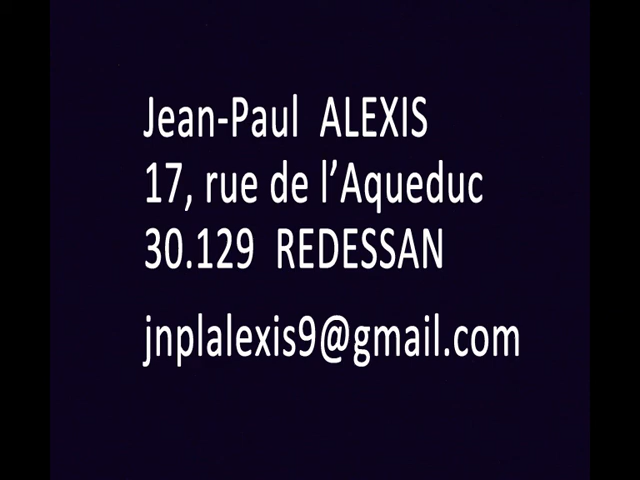 Jean-Paul ALEXIS
17, rue de l’Aqueduc
30.129 REDESSAN
jnplalexis9@gmail.com